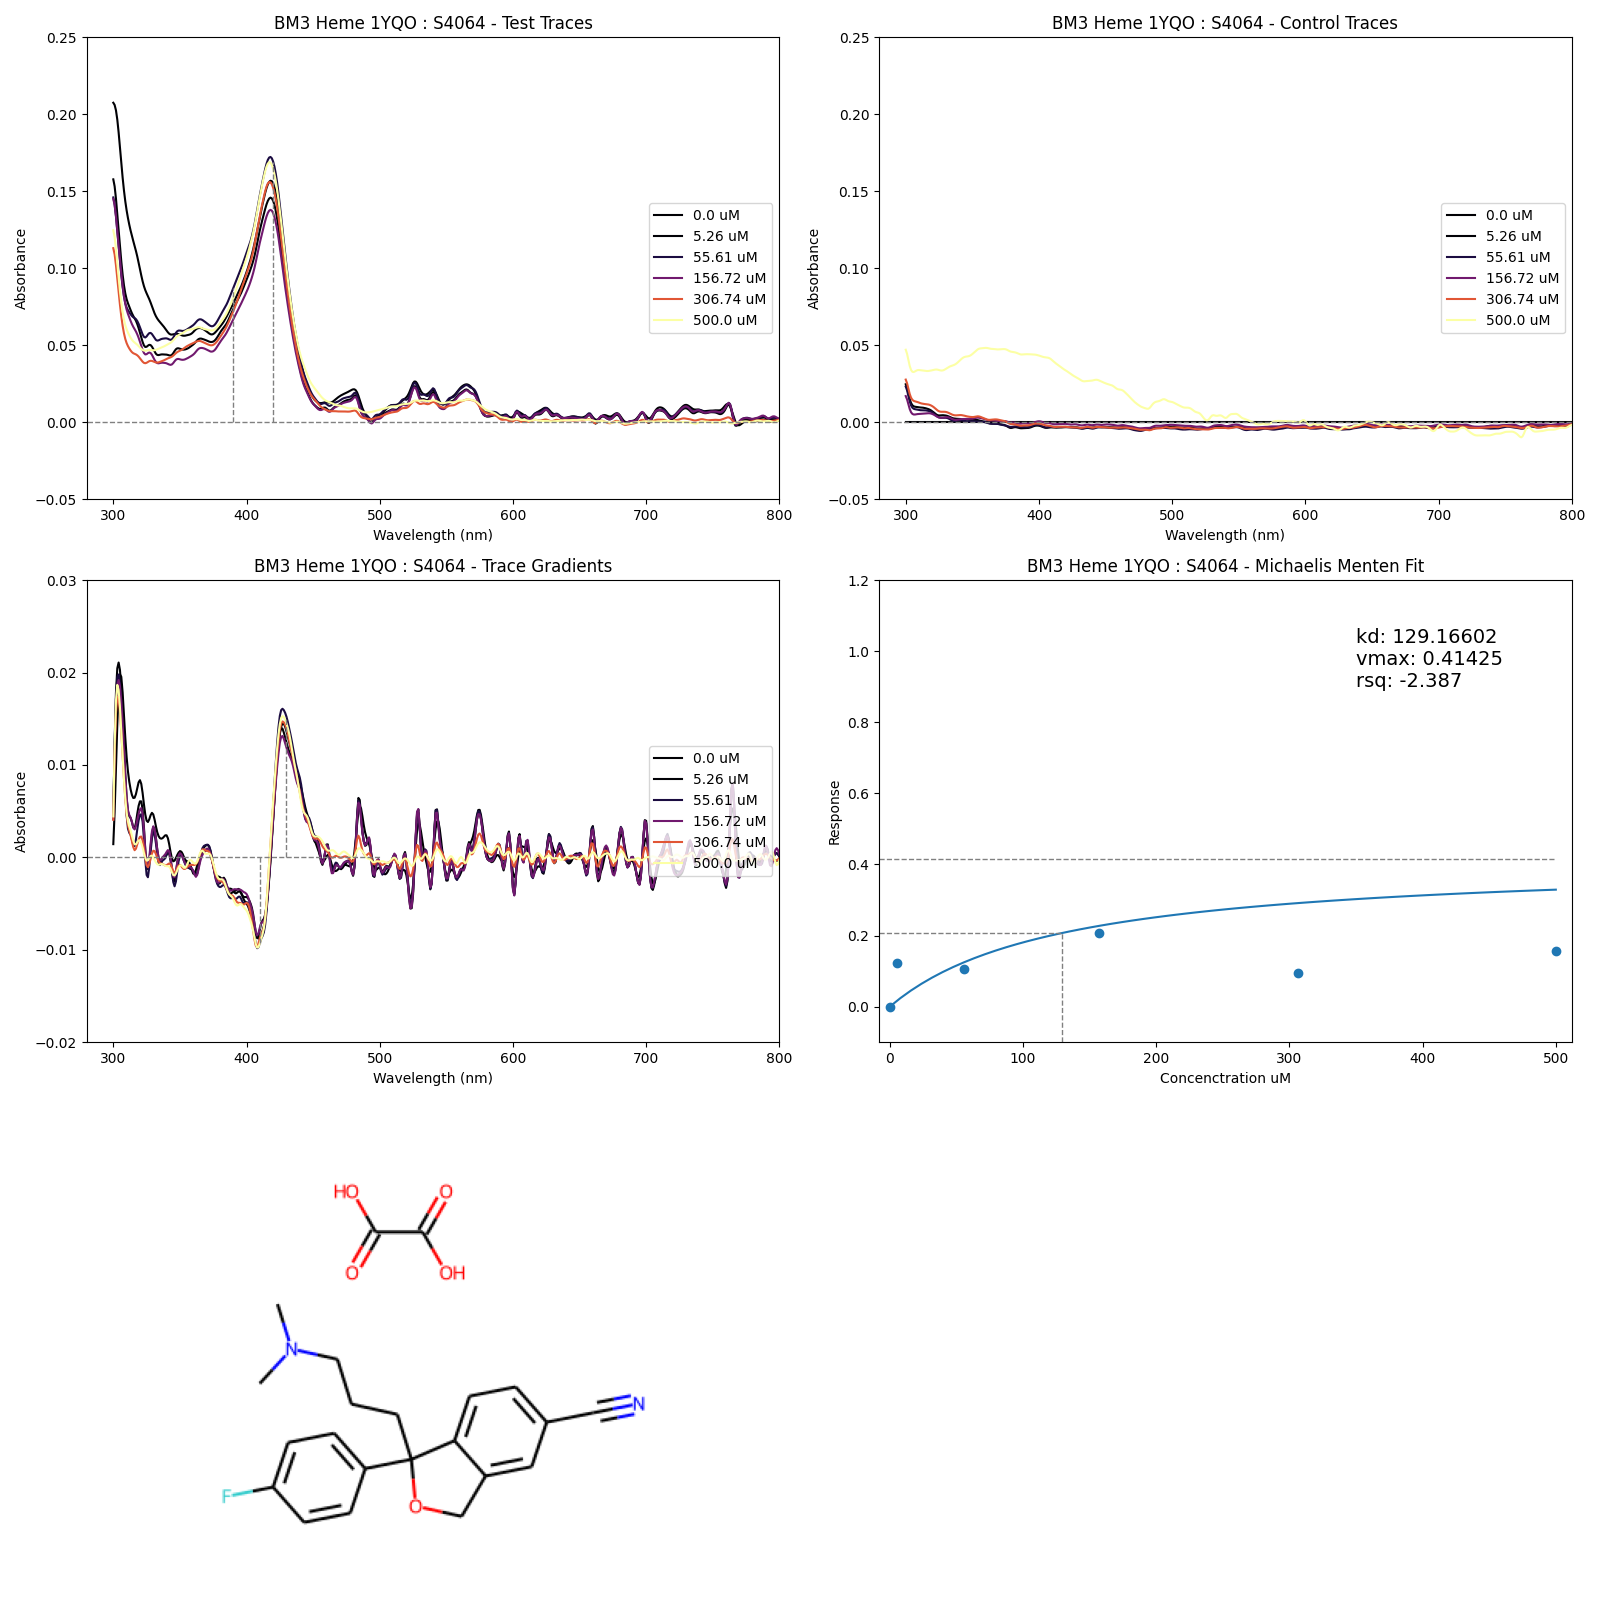 BM3 Heme 1YQO : S4064 - Test Traces
0.25
0.20
0.15
0.10
0.05
0.00
−0.05
Absorbance
300 400 500 600 700 800
Wavelength (nm)
0.0 uM
5.26 uM
55.61 uM
156.72 uM
306.74 uM
500.0 uM
BM3 Heme 1YQO : S4064 - Control Traces
0.25
0.20
0.15
0.10
0.05
0.00
−0.05
Absorbance
300 400 500 600 700 800
Wavelength (nm)
0.0 uM
5.26 uM
55.61 uM
156.72 uM
306.74 uM
500.0 uM
BM3 Heme 1YQO : S4064 - Trace Gradients
0.03
0.02
0.01
0.00
−0.01
−0.02
Absorbance
300 400 500 600 700 800
Wavelength (nm)
0.0 uM
5.26 uM
55.61 uM
156.72 uM
306.74 uM
500.0 uM
BM3 Heme 1YQO : S4064 - Michaelis Menten Fit
1.2
1.0
0.8
0.6
0.4
0.2
0.0
Response
kd: 129.16602
vmax: 0.41425
rsq: -2.387
0 100 200 300 400 500
Concenctration uM
HO O
O OH
N
N
F
O